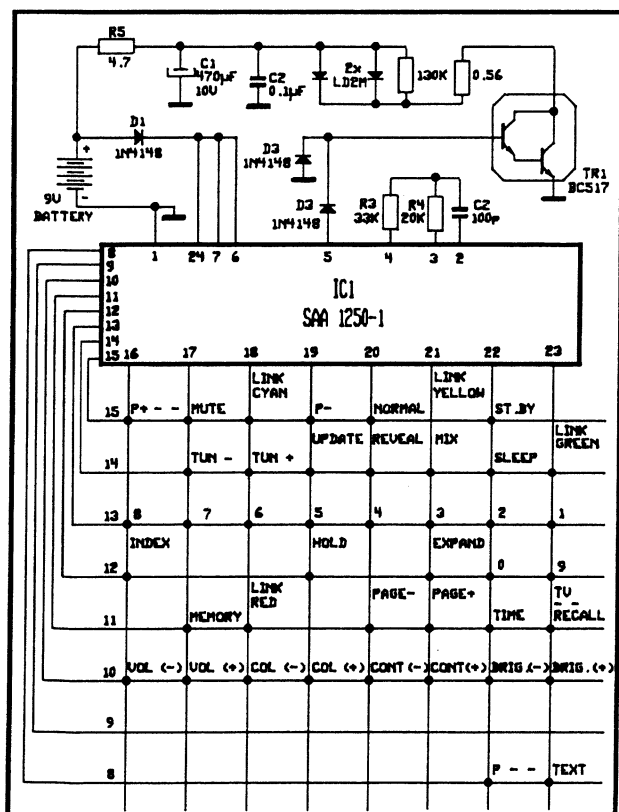 R5
4.7
C1
470µF
10V
C2
0.1µF
2x
LD2M
130K
0.56
D1
1N4148
D3
1N4148
TR1
BC517
+
-
9V
BATTERY
D3
1N4148
R3
33K
R4
20K
C2
100p
1 24 7 6 5 4 3 2
8
9
10
11
12
13
14
15
IC1
SAA 1250-1
16 17 18 19 20 21 22 23
LINK
CYAN
LINK
YELLOW
15 P+ - - MUTE P- NORMAL ST.BY
UPDATE REVEAL MIX
LINK
GREEN
14 TUN - TUN + SLEEP
13 8 7 6 5 4 3 2 1
INDEX HOLD EXPAND
12 0 9
LINK
RED
PAGE- PAGE+
TV
- -
11 MEMORY TIME RECALL
VOL (-) VOL (+) COL (-) COL (+) CONT (-) CONT(+) BRIG.(-) BRIG.(+)
10
9
P - - TEXT
8